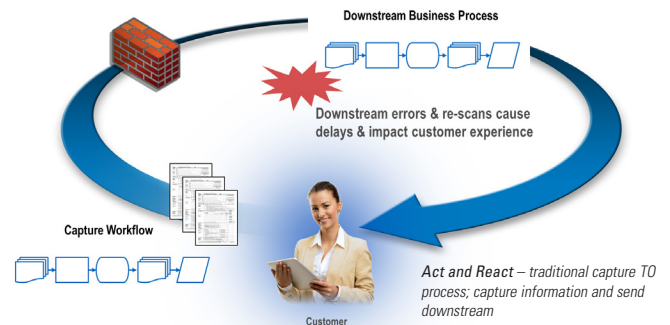 Downstream Business Process
Downstream errors & re-scans cause
delays & impact customer experience
Capture Workflow
Act and React – traditional capture TO
process; capture information and send
downstream
Customer